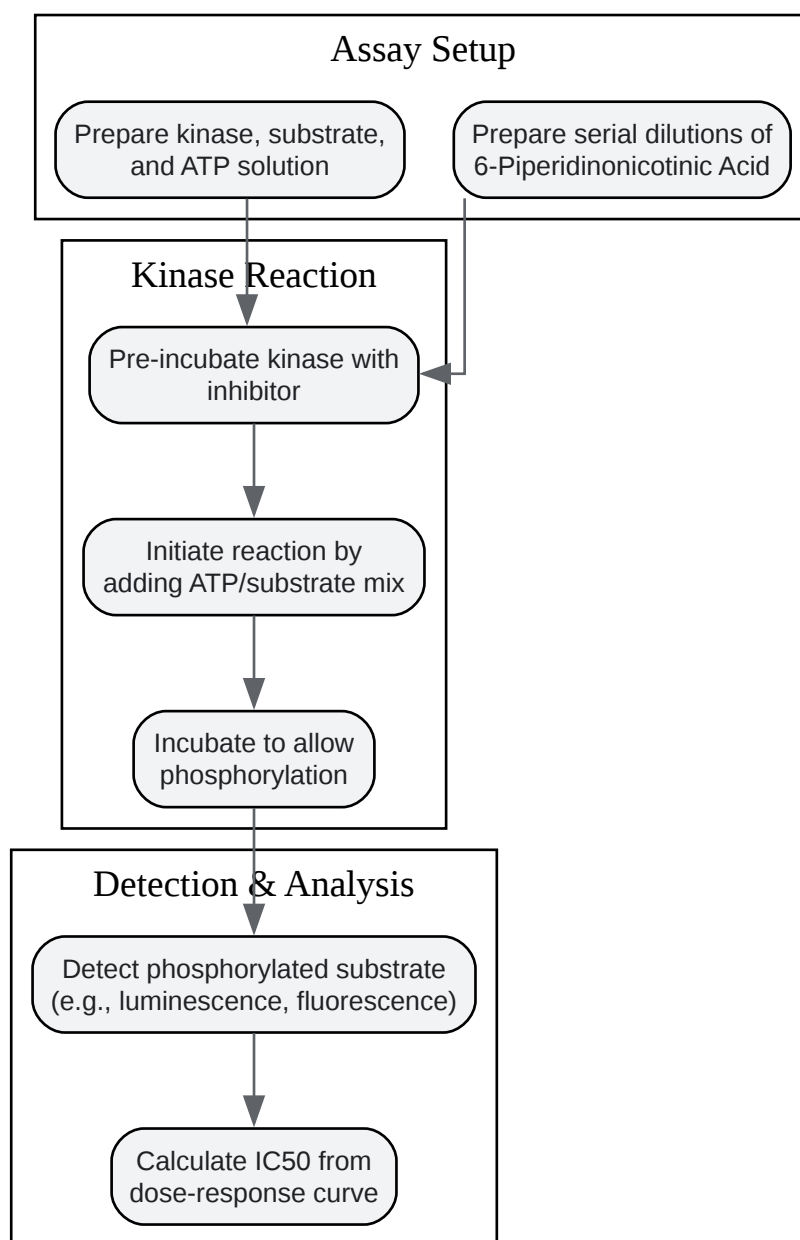 Assay Setup
Prepare kinase, substrate,
and ATP solution
Prepare serial dilutions of
6-Piperidinonicotinic Acid
Kinase Reaction
Pre-incubate kinase with
inhibitor
Initiate reaction by
adding ATP/substrate mix
Incubate to allow
phosphorylation
Detection & Analysis
Detect phosphorylated substrate
(e.g., luminescence, fluorescence)
Calculate IC50 from
dose-response curve